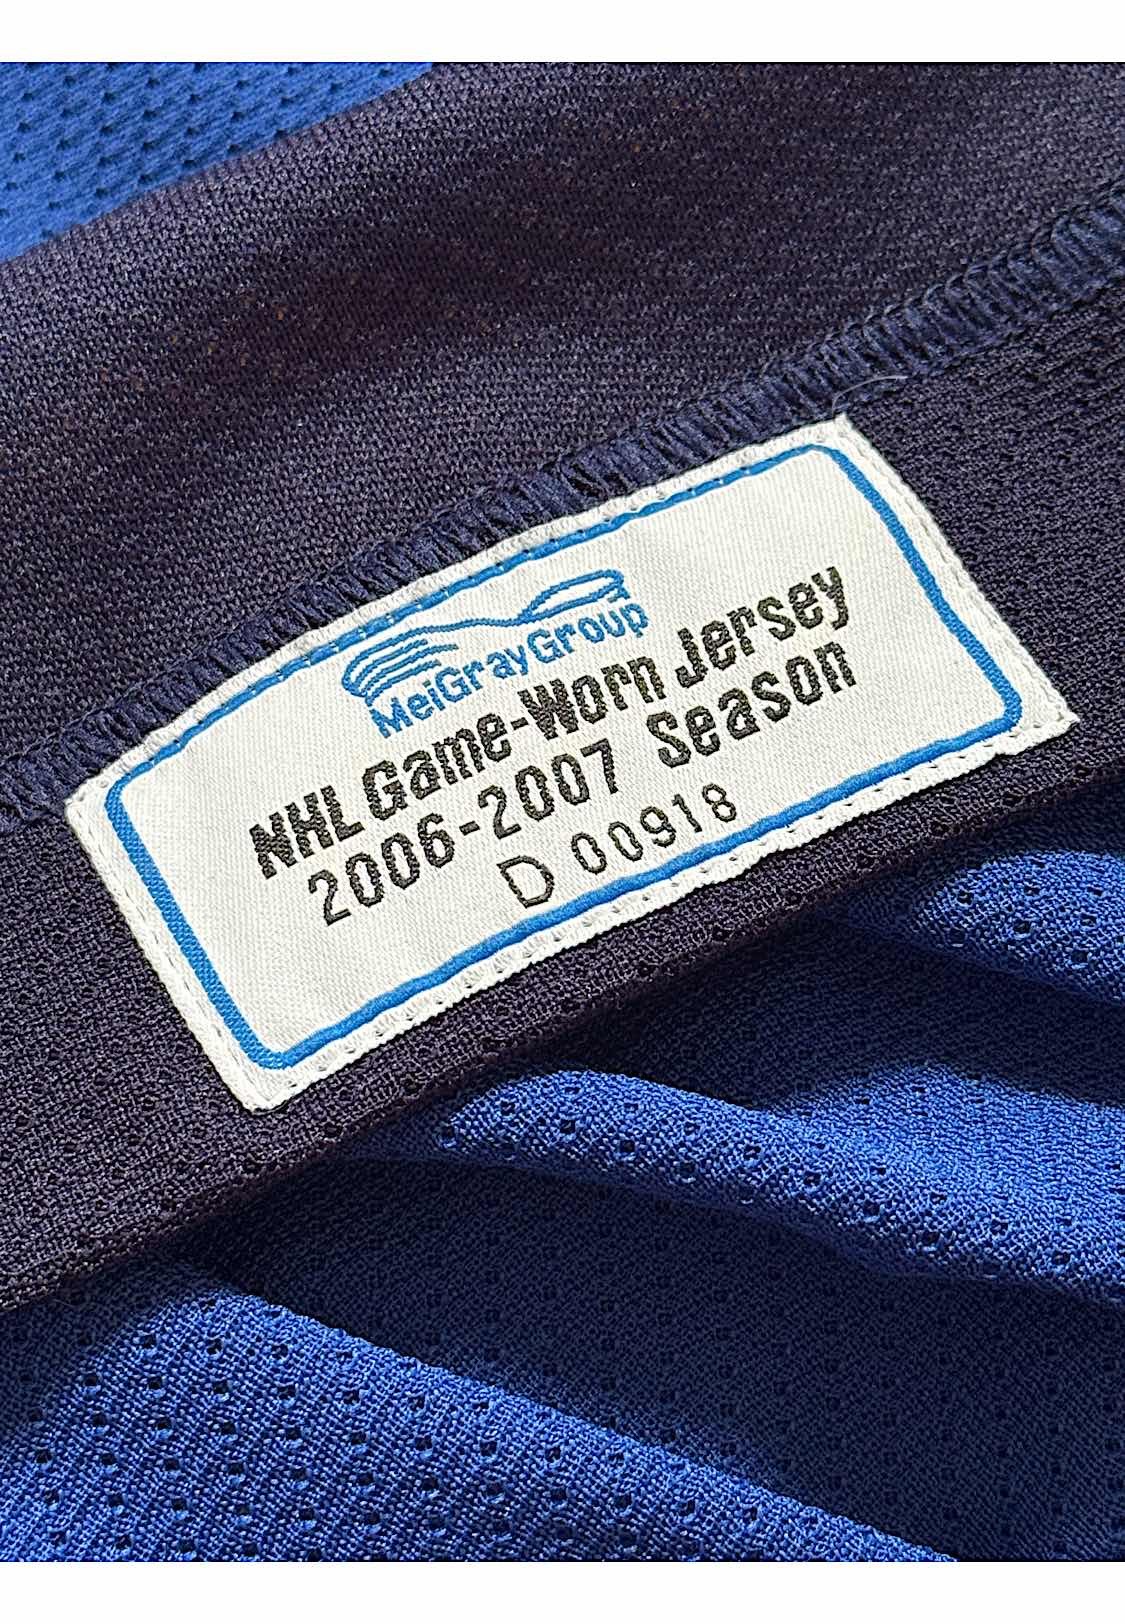 MeiGrayGroup
NHL Game-Worn Jersey
2006-2007 Season
D 00918